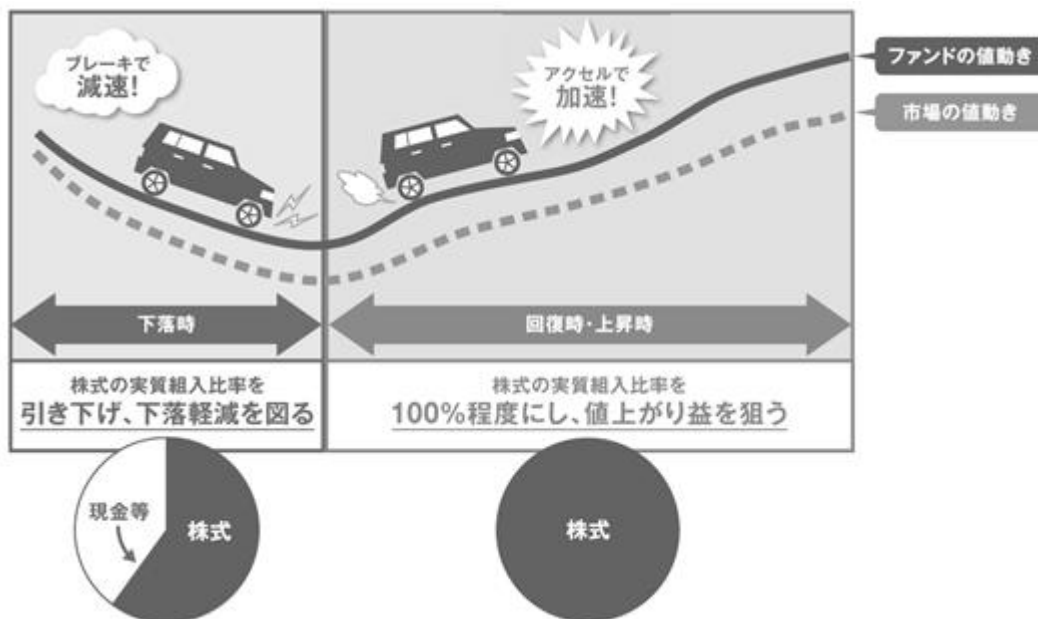 ブレーキで
減速!
アクセルで
加速!
ファンドの値動き
市場の値動き
下落時
回復時・上昇時
株式の実質組入比率を
引き下げ、下落軽減を図る
株式の実質組入比率を
100%程度にし、値上がり益を狙う
現金等
株式
株式